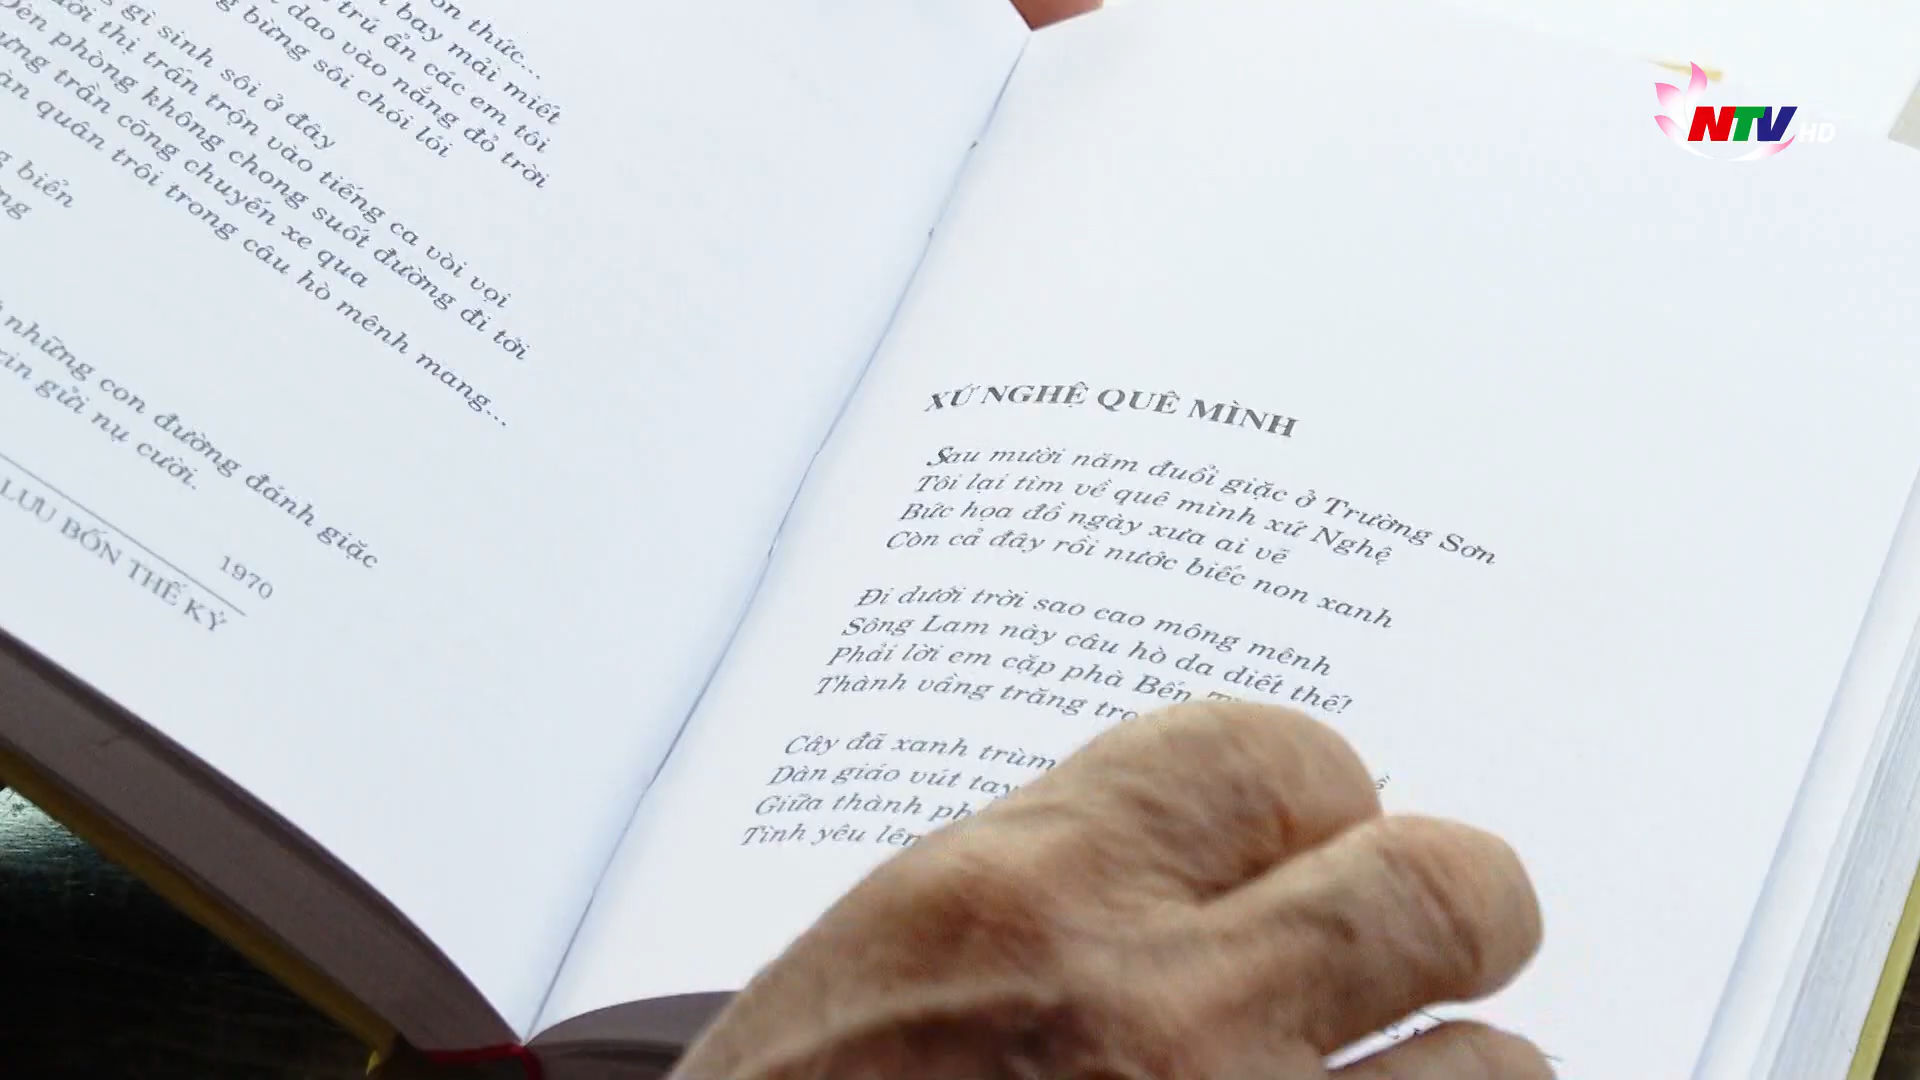 thức...
bay mải miết
trú ẩn các em tôi
dao vào nắng đỏ trời
bừng sôi chói lói
gì sinh sôi ở đây
thị trấn trộn vào tiếng ca vòi vọi
phòng không chong suốt đường đi tới
trần cõng chuyến xe qua
quân trôi trong câu hò mênh mang...
biển
những con đường đánh giặc
xin gửi nụ cười.
1970
LƯU BỐN THẾ KỶ
XỨ NGHỆ QUÊ MÌNH
Sau mười năm đuổi giặc ở Trường Sơn
Tôi lại tìm về quê mình xứ Nghệ
Bức họa đồ ngày xưa ai vẽ
Còn cả đây rồi nước biếc non xanh
Đi dưới trời sao cao mông mênh
Sông Lam này câu hò da diết thế!
Phải lời em cặp phà Bến
Thành vầng trăng
Cây đã xanh trùm
Dàn giáo vút tay
Giữa thành
Tình yêu
NTV HD